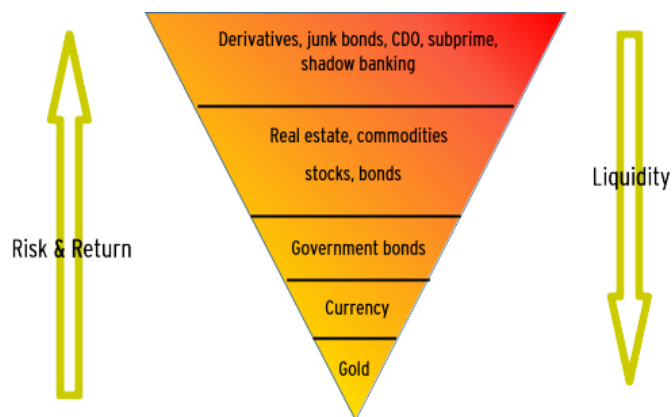 Derivatives, junk bonds, CDO, subprime,
shadow banking
Real estate, commodities
stocks, bonds
Liquidity
Risk & Return
Government bonds
Currency
Gold